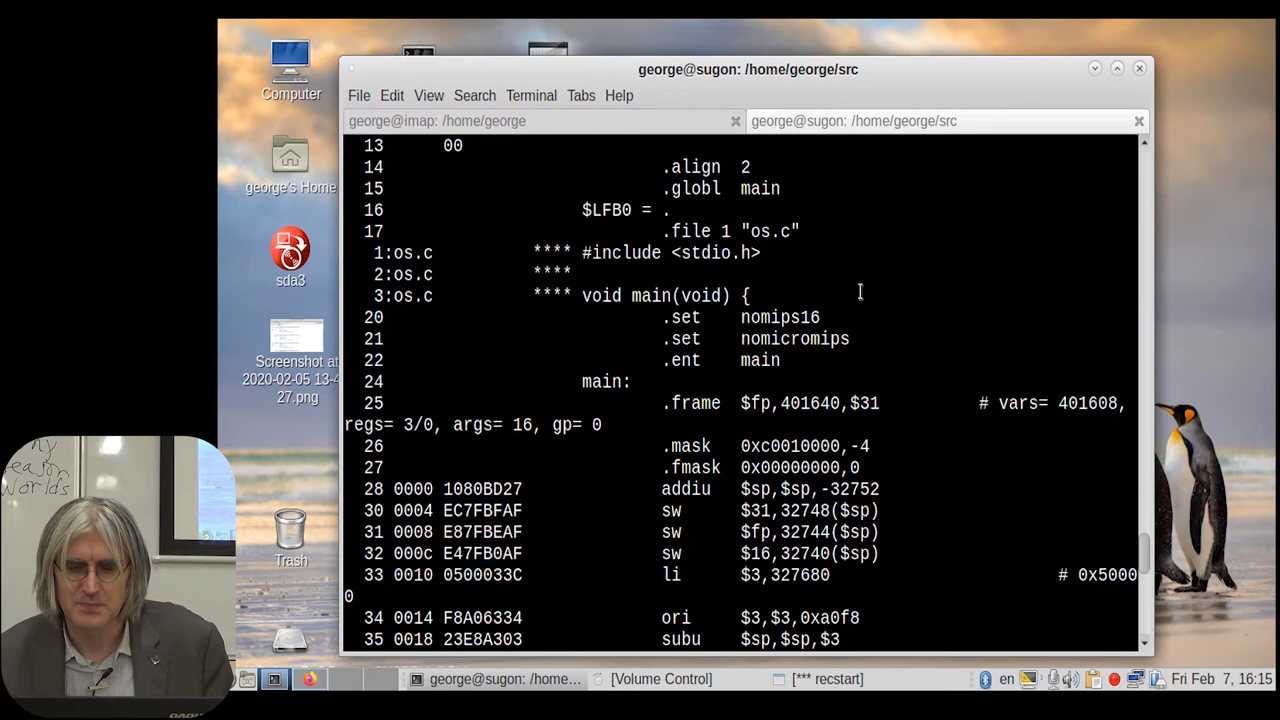 george@sugon: /home/george/src
File Edit View Search Terminal Tabs Help
george@imap: /home/george
george@sugon: /home/george/src
13 00
14 .align 2
15 .globl main
16 $LFB0 = .
17 .file 1 "os.c"
1:os.c **** #include <stdio.h>
2:os.c ****
3:os.c **** void main(void) {
20 .set nomips16
21 .set nomicromips
22 .ent main
24 main:
25 .frame $fp,401640,$31 # vars= 401608,
regs= 3/0, args= 16, gp= 0
26 .mask 0xc0010000,-4
27 .fmask 0x00000000,0
28 0000 1080BD27 addiu $sp,$sp,-32752
30 0004 EC7FBFAF sw $31,32748($sp)
31 0008 E87FBEAF sw $fp,32744($sp)
32 000c E47FB0AF sw $16,32740($sp)
33 0010 0500033C li $3,327680 # 0x5000
0
34 0014 F8A06334 ori $3,$3,0xa0f8
35 0018 23E8A303 subu $sp,$sp,$3
Computer
george's Home
sda3
Screenshot at
2020-02-05 13-4
27.png
Trash
ny
reason
Worlds
george@sugon: /home...
[Volume Control]
[*** recstart]
en
Fri Feb 7, 16:15